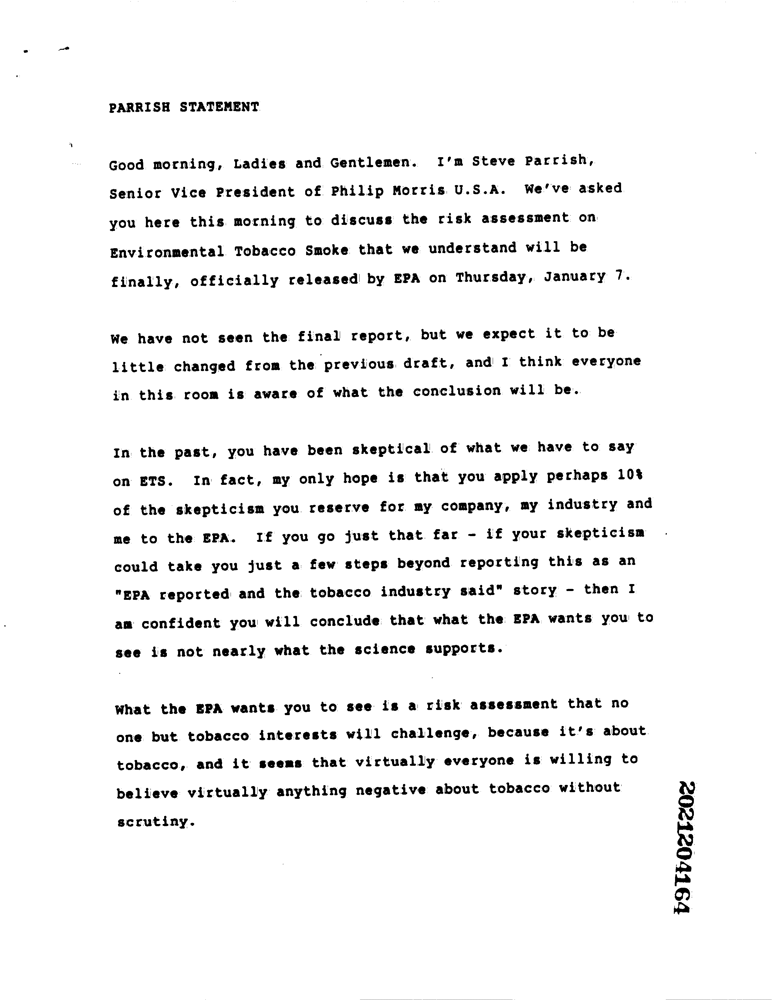 PARRISH STATEMENT
Good morning, Ladies and Gentlemen. I'm Steve Parrish,
Senior Vice President of Philip Morris U.S.A. We've asked
you here this morning to discuss the risk assessment on
Environmental Tobacco Smoke that we understand will be
finally, officially released by EPA on Thursday, January 7.
We have not seen the final report, but we expect it to be
little changed from the previous draft, and I think everyone
in this room is aware of what the conclusion will be.
In the past, you have been skeptical of what we have to say
on ETS. In fact, my only hope is that you apply perhaps 10%
of the skepticism you reserve for my company, my industry and
me to the EPA. If you go just that far - if your skepticism
could take you just a few steps beyond reporting this as an
"EPA reported and the tobacco industry said" story - then I
am confident you will conclude that what the EPA wants you to
see is not nearly what the science supports.
What the EPA wants you to see is a risk assessment that no
one but tobacco interests will challenge, because it's about
tobacco, and it seems that virtually everyone is willing to
believe virtually anything negative about tobacco without
scrutiny.
2021204164